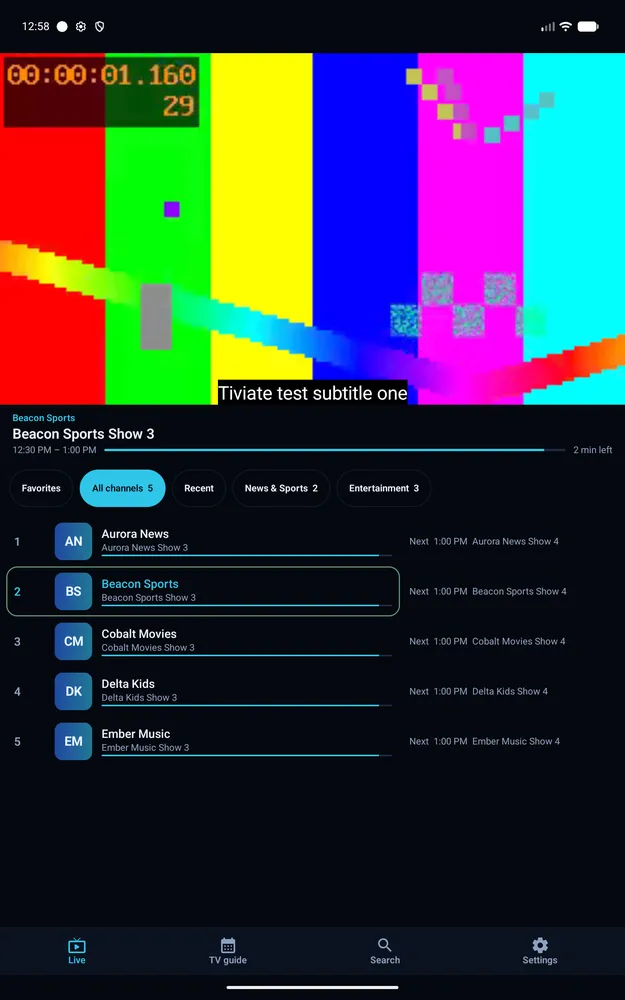 12:58
00:00:01.160
29
Tiviate test subtitle one
Beacon Sports
Beacon Sports Show 3
12:30 PM – 1:00 PM 2 min left
Favorites All channels 5 Recent News & Sports 2 Entertainment 3
1 AN Aurora News
Aurora News Show 3
Next 1:00 PM Aurora News Show 4
2 BS Beacon Sports
Beacon Sports Show 3
Next 1:00 PM Beacon Sports Show 4
3 CM Cobalt Movies
Cobalt Movies Show 3
Next 1:00 PM Cobalt Movies Show 4
4 DK Delta Kids
Delta Kids Show 3
Next 1:00 PM Delta Kids Show 4
5 EM Ember Music
Ember Music Show 3
Next 1:00 PM Ember Music Show 4
Live TV guide Search Settings